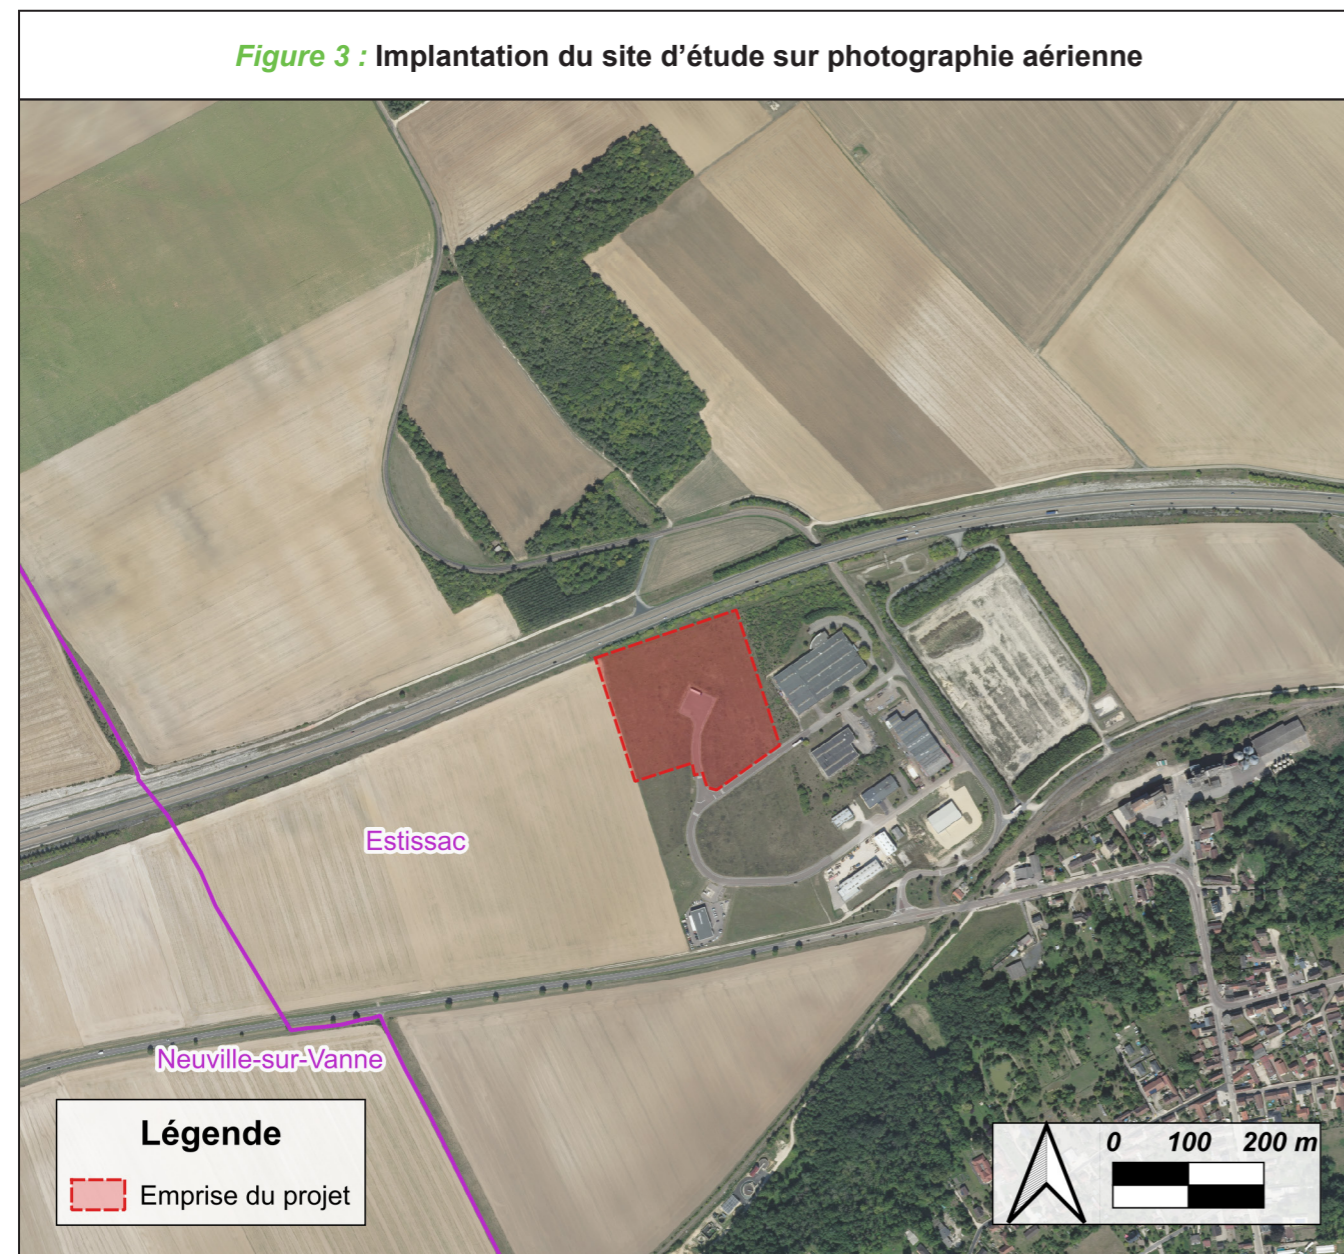 Figure 3 : Implantation du site d’étude sur photographie aérienne
Estissac
Neuville-sur-Vanne
Légende
Emprise du projet
0 100 200 m